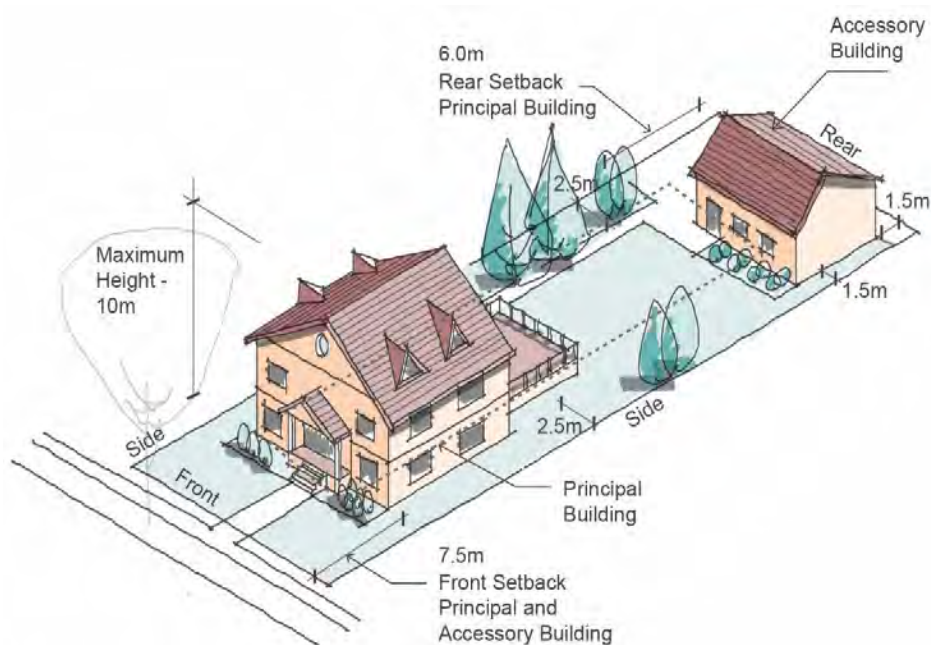 Accessory
Building
6.0m
Rear Setback
Principal Building
Rear
2.5m
1.5m
1.5m
Maximum
Height -
10m
Side
Front
Side
2.5m
Principal
Building
7.5m
Front Setback
Principal and
Accessory Building